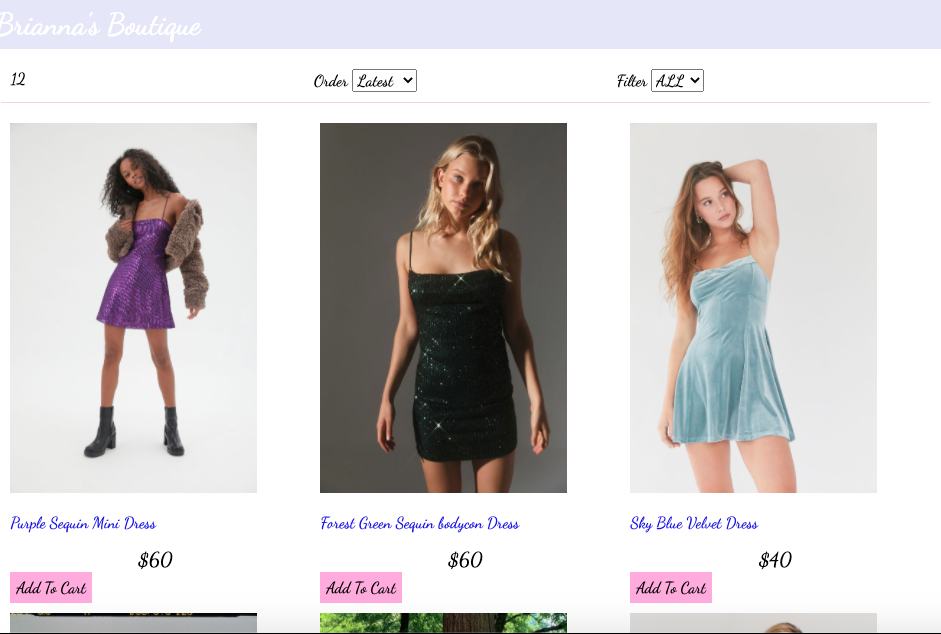 Brianna's Boutique
12
Order Latest
Filter ALL
Purple Sequin Mini Dress
Forest Green Sequin bodycon Dress
Sky Blue Velvet Dress
$60
$60
$40
Add To Cart
Add To Cart
Add To Cart